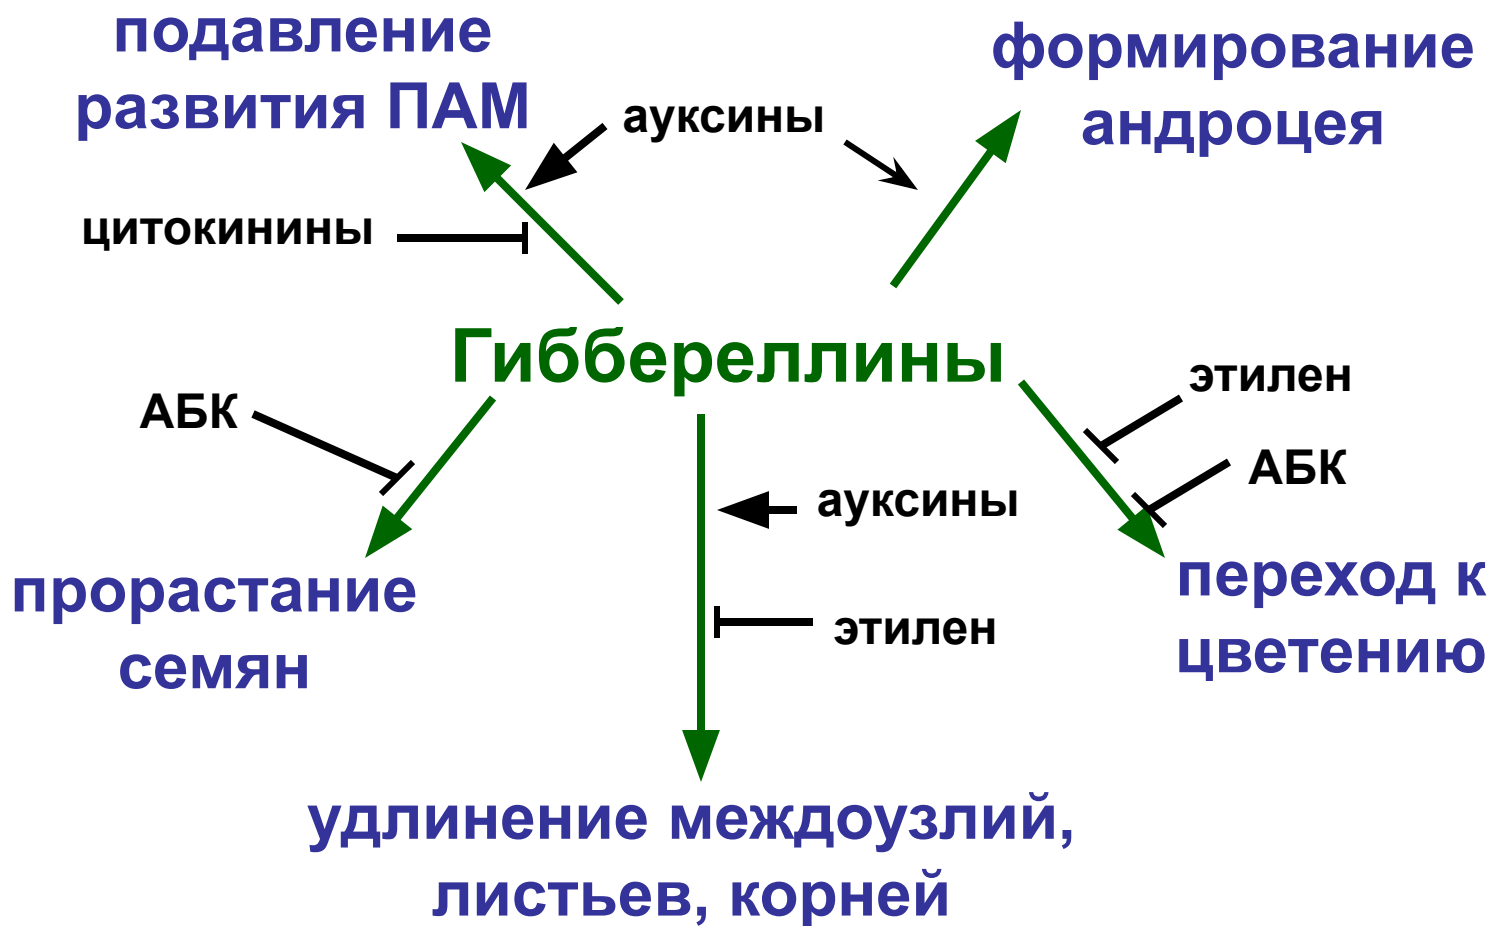 подавление
развития ПАМ
формирование
андроцея
ауксины
цитокинины
Гиббереллины
этилен
АБК
АБК
ауксины
этилен
прорастание
семян
переход к
цветению
удлинение междоузлий,
листьев, корней